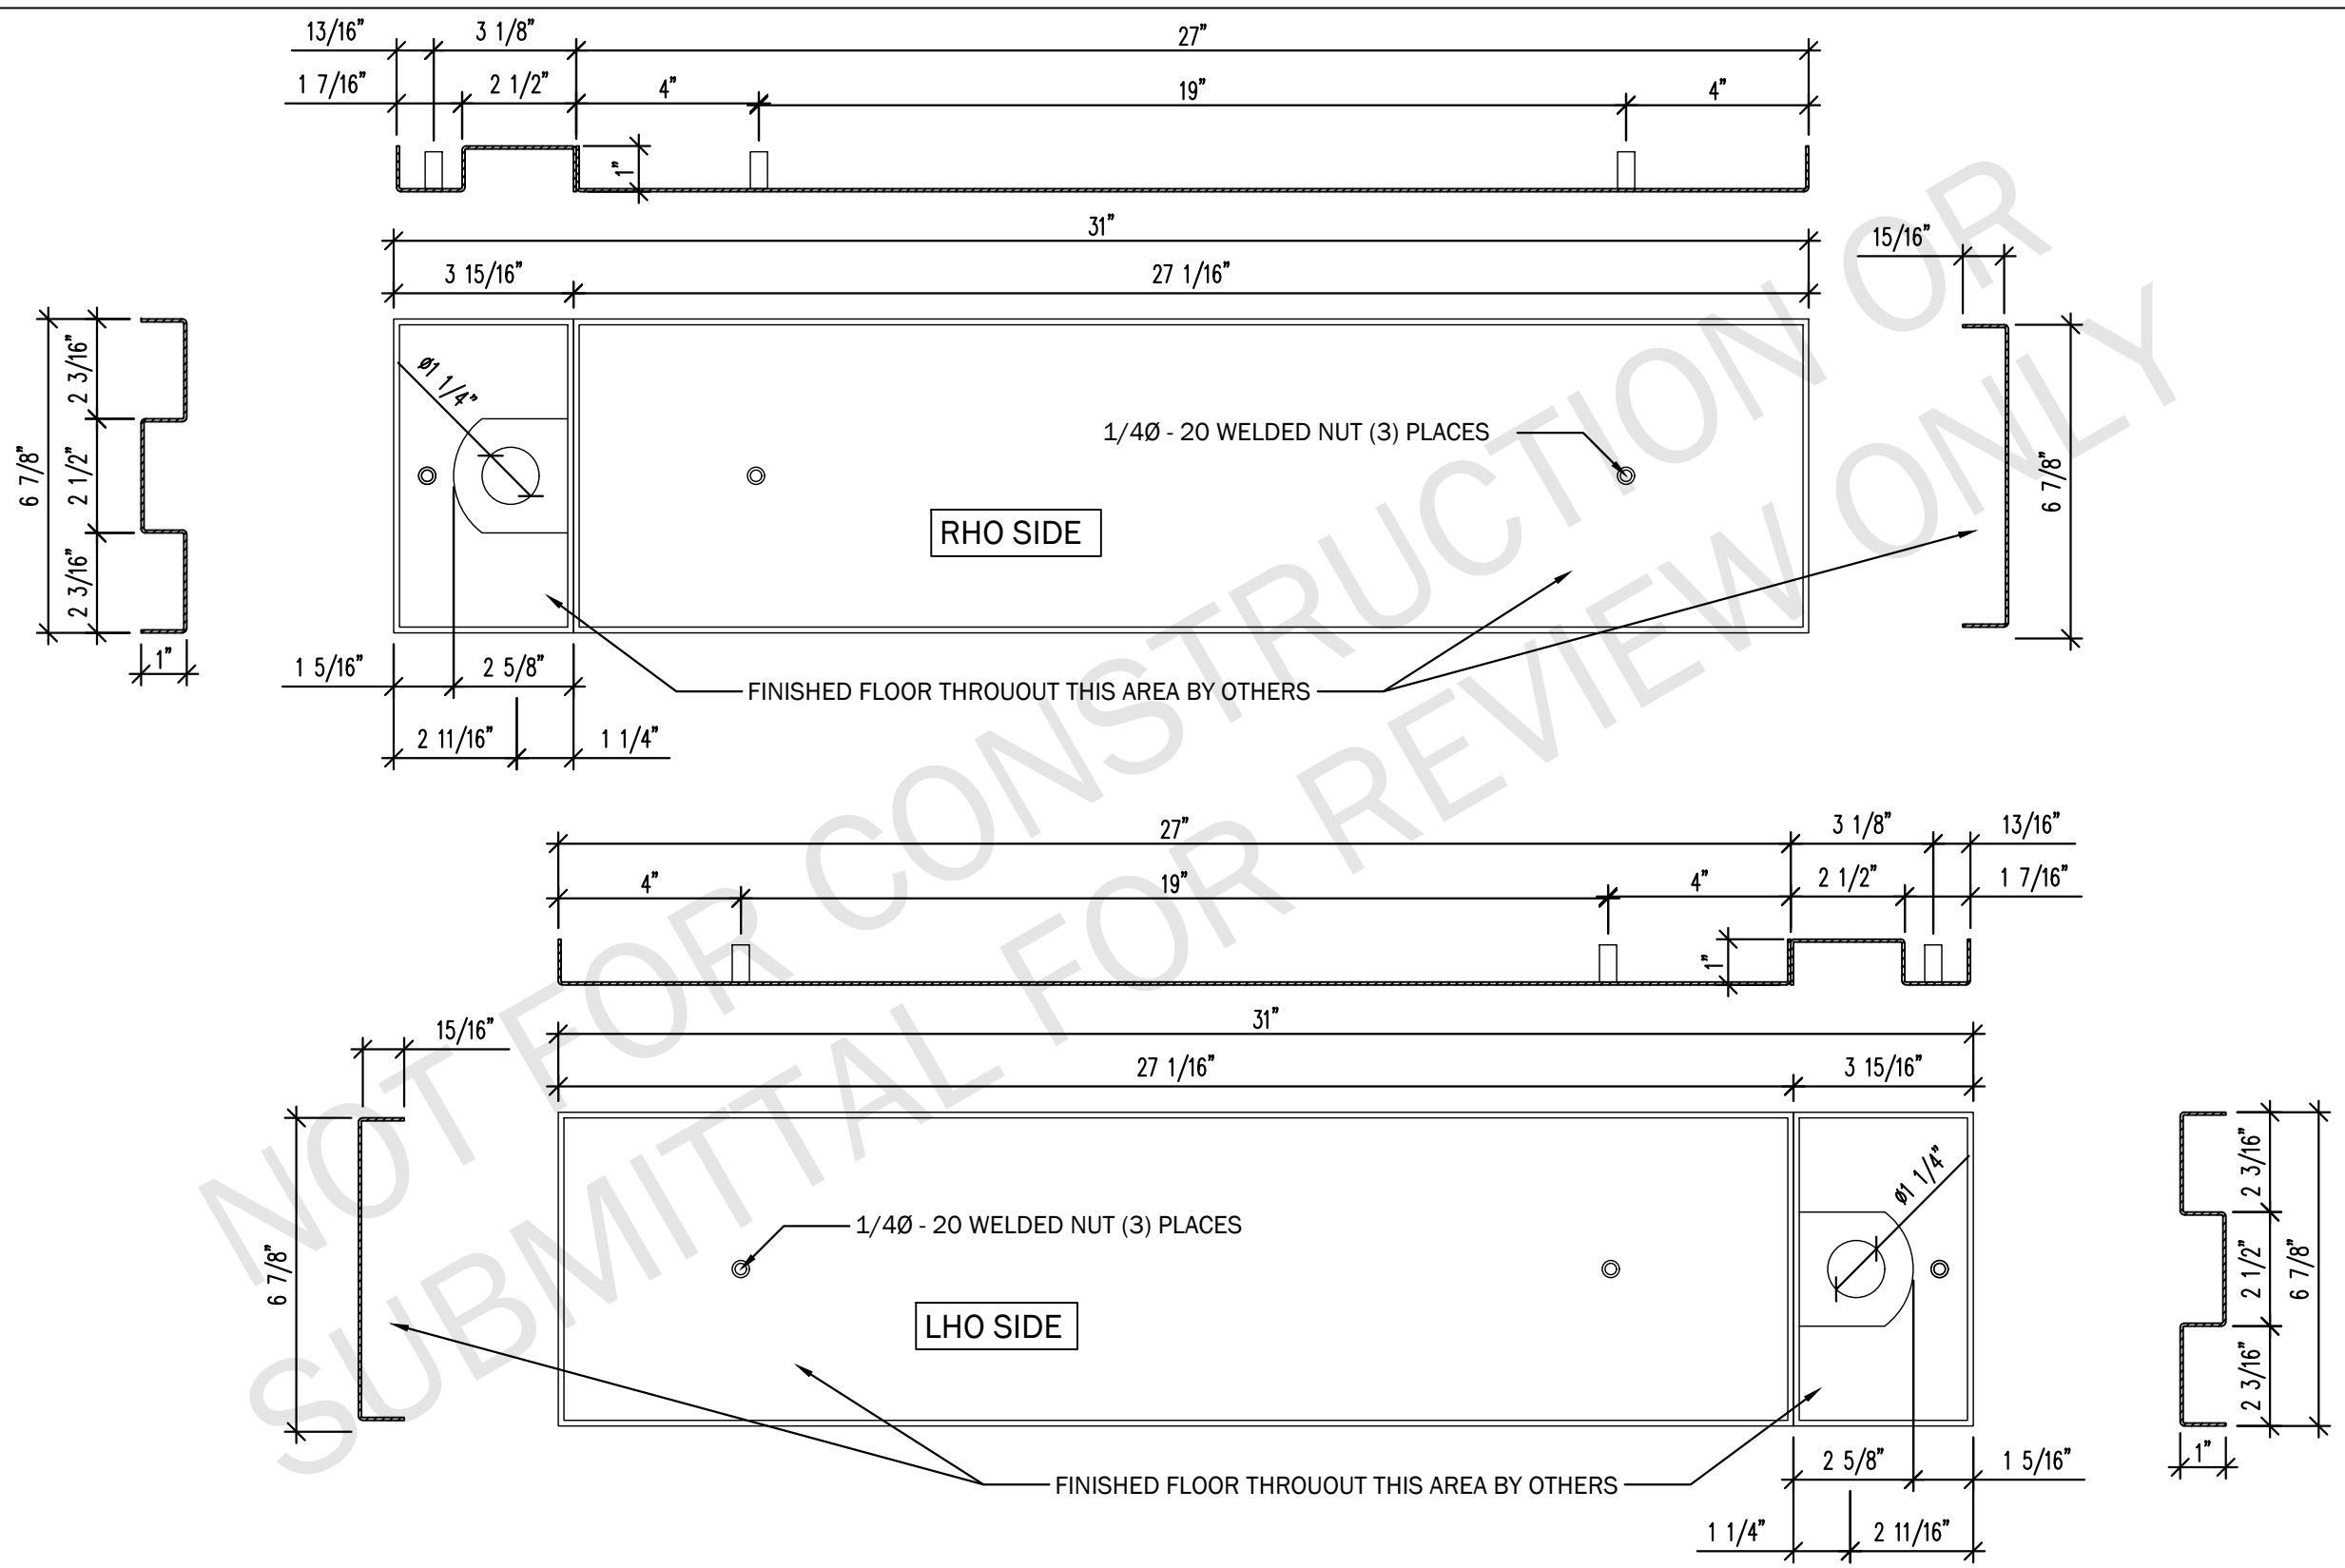 13/16" 3 1/8" 27"
1 7/16" 2 1/2" 4" 19" 4"
1"
31"
15/16"
3 15/16" 27 1/16"
2 3/16"
Ø1 1/4"
1/4Ø - 20 WELDED NUT (3) PLACES
6 7/8" 2 1/2" 6 7/8"
RHO SIDE
2 3/16"
1" 1 5/16" 2 5/8"
FINISHED FLOOR THROUOUT THIS AREA BY OTHERS
2 11/16" 1 1/4"
27" 3 1/8" 13/16"
4" 19" 4" 2 1/2" 1 7/16"
1"
31"
15/16"
27 1/16" 3 15/16"
2 3/16"
Ø1 1/4"
1/4Ø - 20 WELDED NUT (3) PLACES
6 7/8" 2 1/2" 6 7/8"
LHO SIDE
2 3/16"
1"
2 5/8" 1 5/16"
FINISHED FLOOR THROUOUT THIS AREA BY OTHERS
1 1/4" 2 11/16"
NOT FOR CONSTRUCTION OR
SUBMITTAL FOR REVIEW ONLY